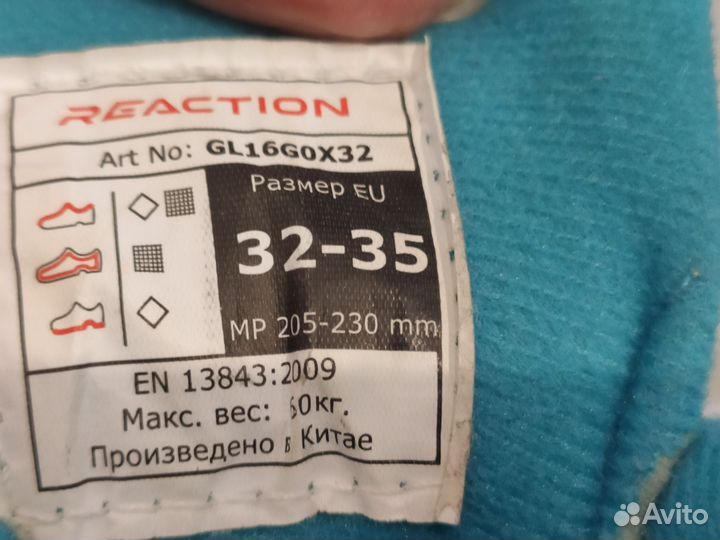 REACTION
Art No: GL16G0X32
Размер EU
32-35
MP 205-230 mm
EN 13843:2009
Макс. вес: 60кг.
Произведено в Китае
Avito